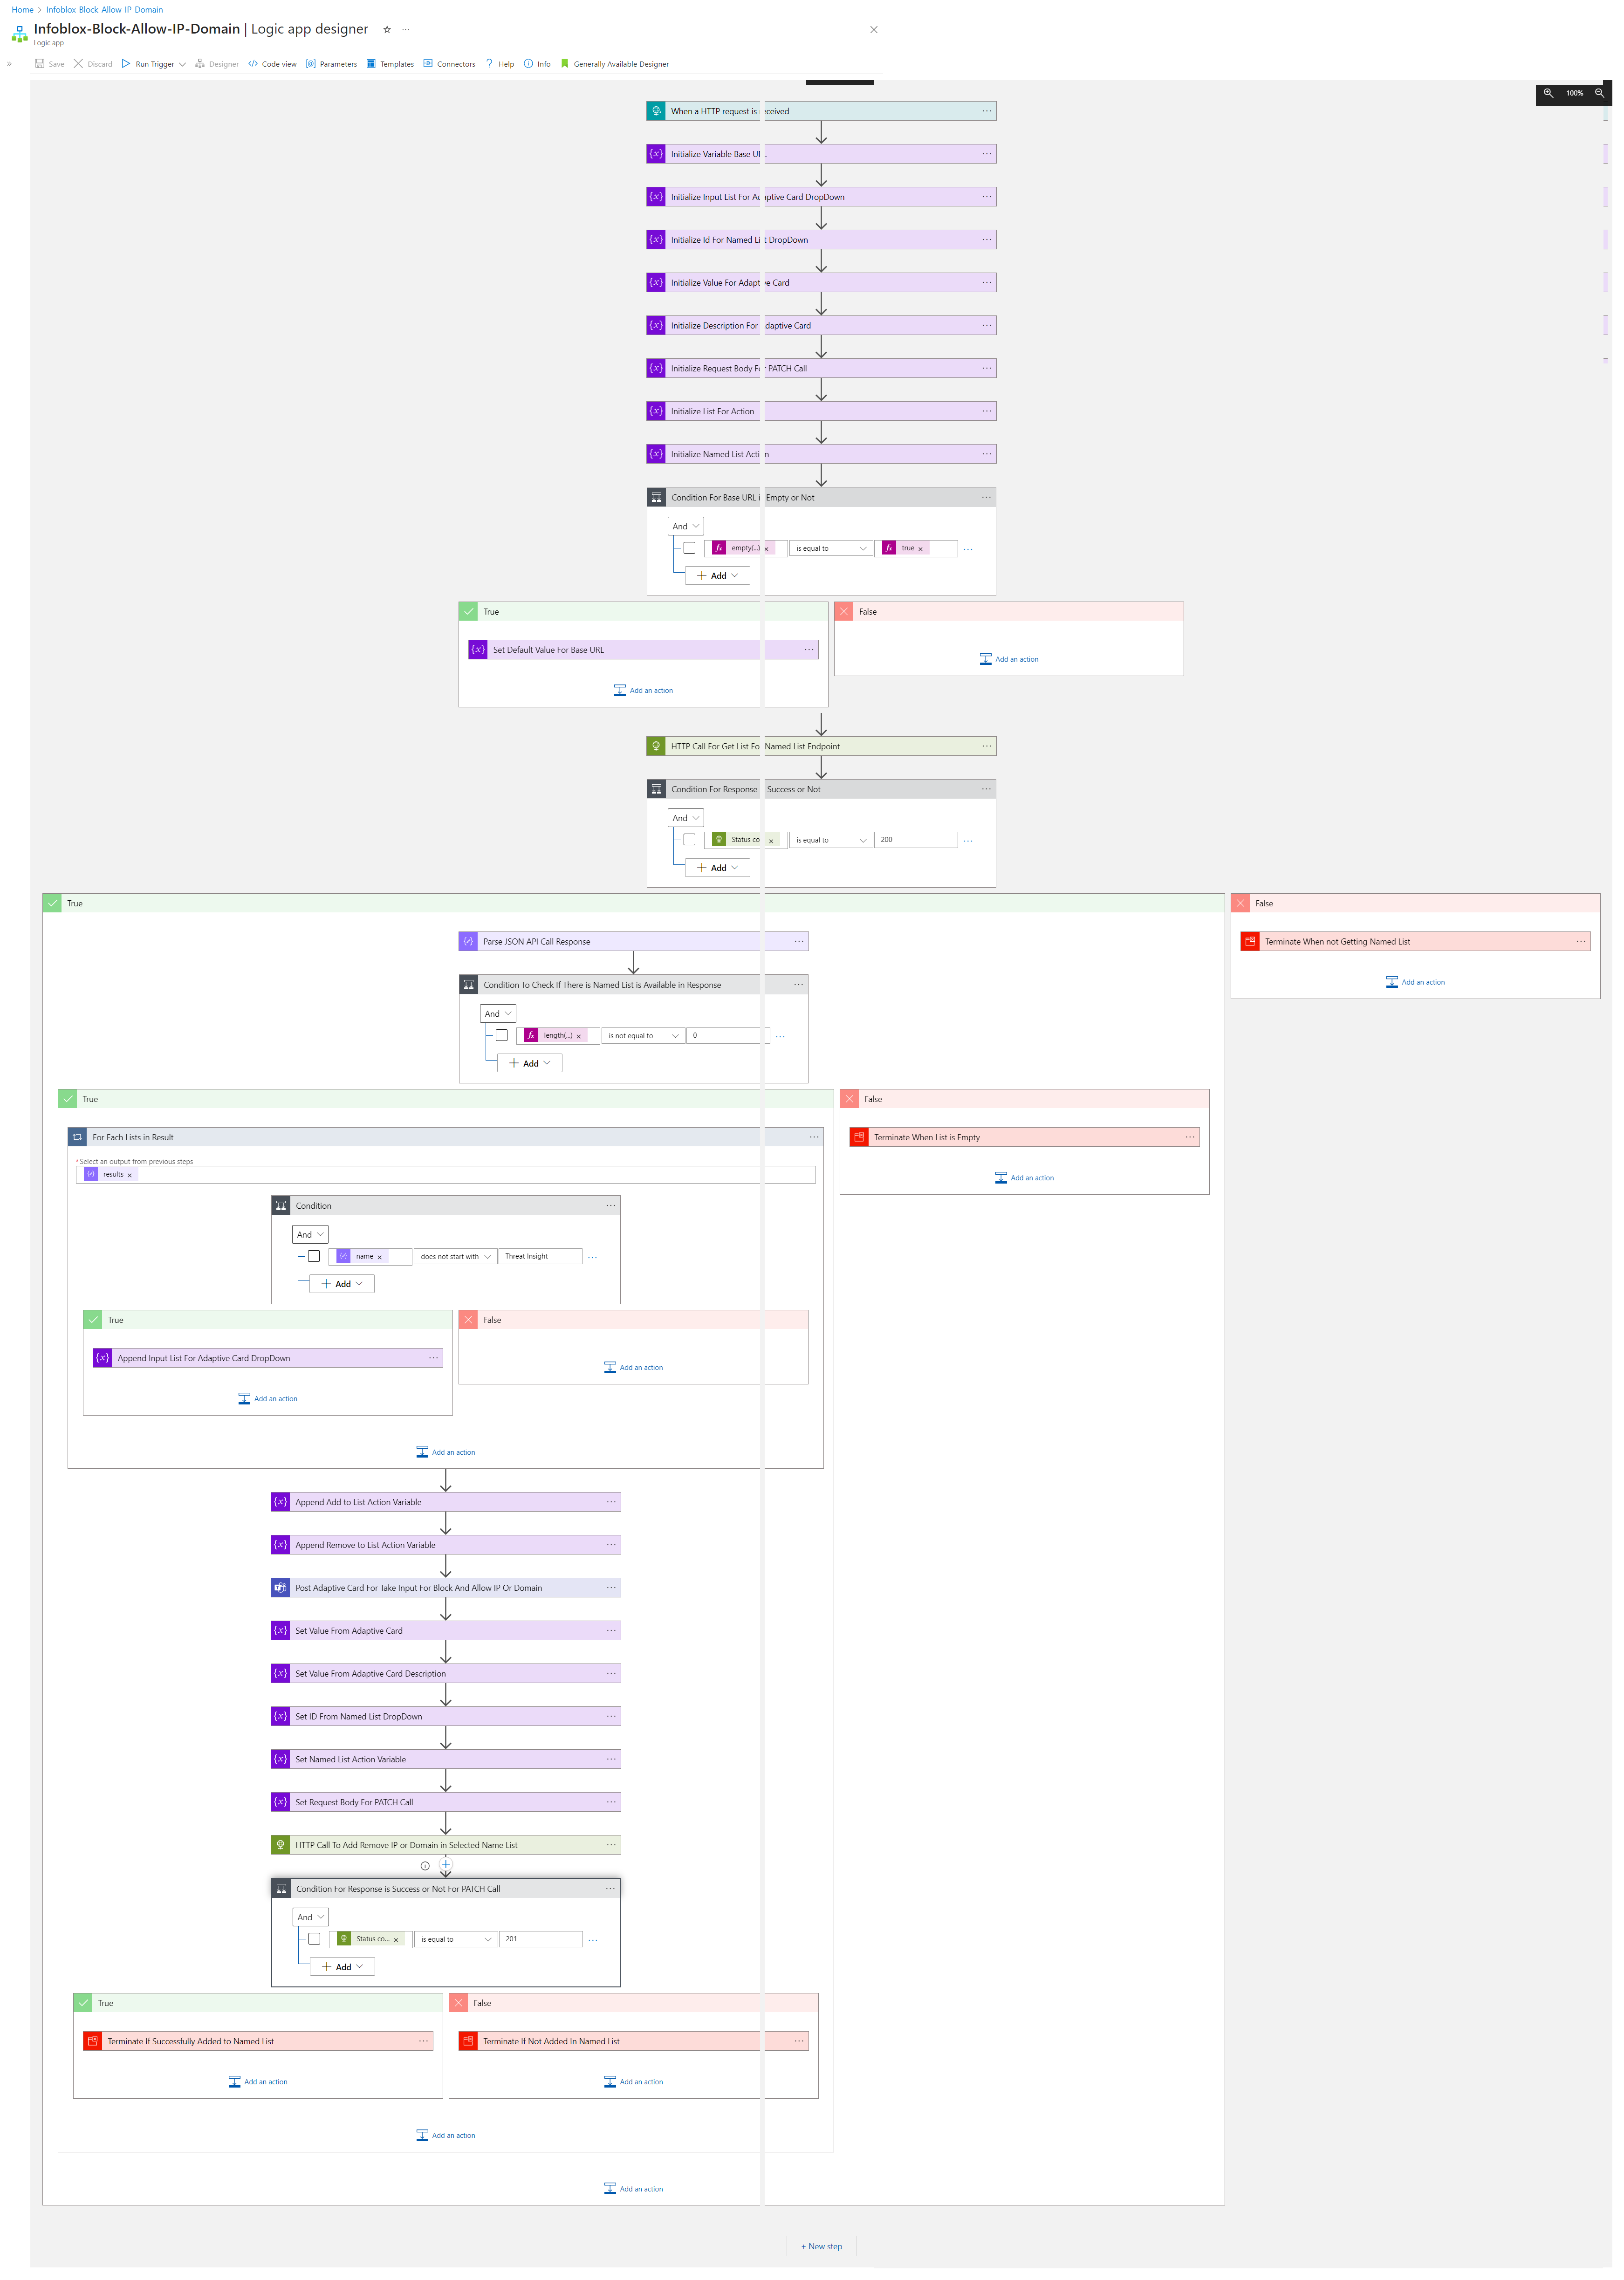 Home > Infoblox-Block-Allow-IP-Domain
Infoblox-Block-Allow-IP-Domain | Logic app designer
Logic app
Save Discard Run Trigger Designer Code view Parameters Templates Connectors Help Info Generally Available Designer
100%
When a HTTP request is received
Initialize Variable Base
Initialize Input List For Adaptive Card DropDown
Initialize Id For Named List DropDown
Initialize Value For Adaptive Card
Initialize Description For Adaptive Card
Initialize Request Body For PATCH Call
Initialize List For Action
Initialize Named List Action
Condition For Base URL is Empty or Not
And
empty(...) is equal to true
Add
True
False
Set Default Value For Base URL
Add an action
Add an action
HTTP Call For Get List For Named List Endpoint
Condition For Response Success or Not
And
Status co is equal to 200
Add
True
False
Parse JSON API Call Response
Terminate When not Getting Named List
Add an action
Condition To Check If There is Named List is Available in Response
And
length(...) is not equal to 0
Add
True
False
For Each Lists in Result
Terminate When List is Empty
* Select an output from previous steps
results
Add an action
Condition
And
name does not start with Threat Insight
Add
True
False
Append Input List For Adaptive Card DropDown
Add an action
Add an action
Add an action
Append Add to List Action Variable
Append Remove to List Action Variable
Post Adaptive Card For Take Input For Block And Allow IP Or Domain
Set Value From Adaptive Card
Set Value From Adaptive Card Description
Set ID From Named List DropDown
Set Named List Action Variable
Set Request Body For PATCH Call
HTTP Call To Add Remove IP or Domain in Selected Name List
Condition For Response is Success or Not For PATCH Call
And
Status co... is equal to 201
Add
True
False
Terminate If Successfully Added to Named List
Terminate If Not Added In Named List
Add an action
Add an action
Add an action
Add an action
+ New step